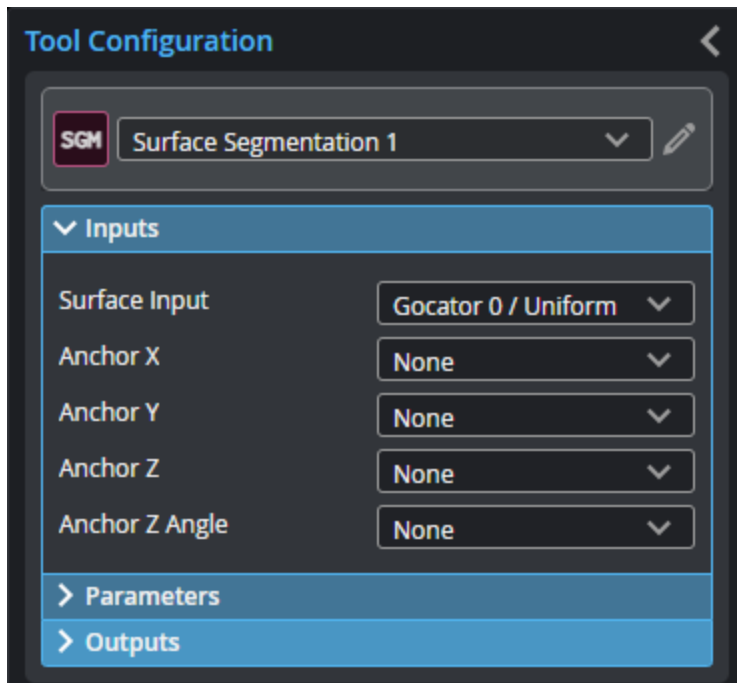 Tool Configuration
SGM Surface Segmentation 1
Inputs
Surface Input Gocator 0 / Uniform
Anchor X None
Anchor Y None
Anchor Z None
Anchor Z Angle None
Parameters
Outputs